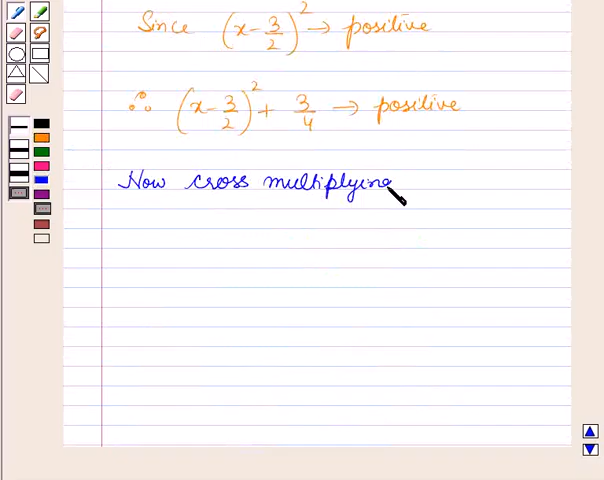 Since (x - 3/2)² → positive
∴ (x - 3/2)² + 3/4 → positive
Now cross multiplying